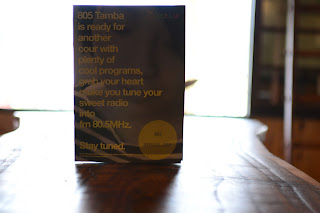 805 Tamba
is ready for
another
cour with
plenty of
cool programs,
grab your heart
make you tune your
sweet radio
into
fm 80.5MHz.
Stay tuned.